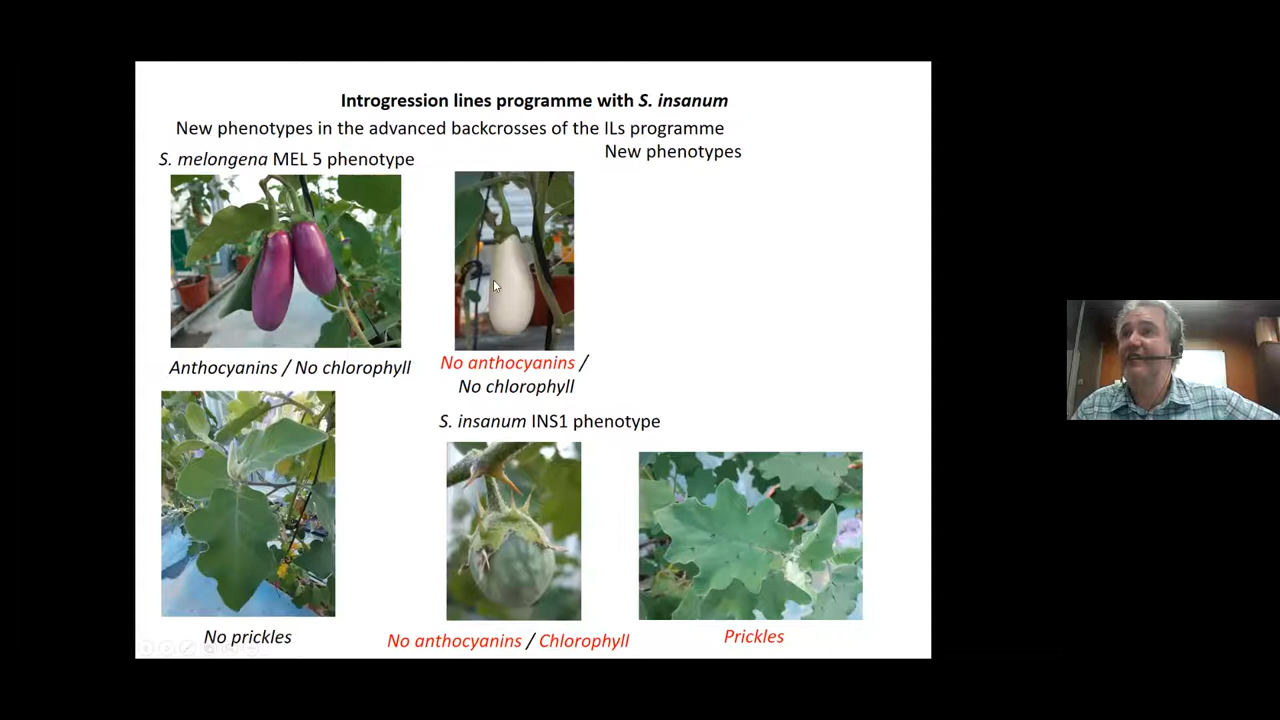 Introgression lines programme with S. insanum
New phenotypes in the advanced backcrosses of the ILs programme
New phenotypes
S. melongena MEL 5 phenotype
Anthocyanins / No chlorophyll
No anthocyanins /
No chlorophyll
S. insanum INS1 phenotype
No prickles
No anthocyanins / Chlorophyll
Prickles